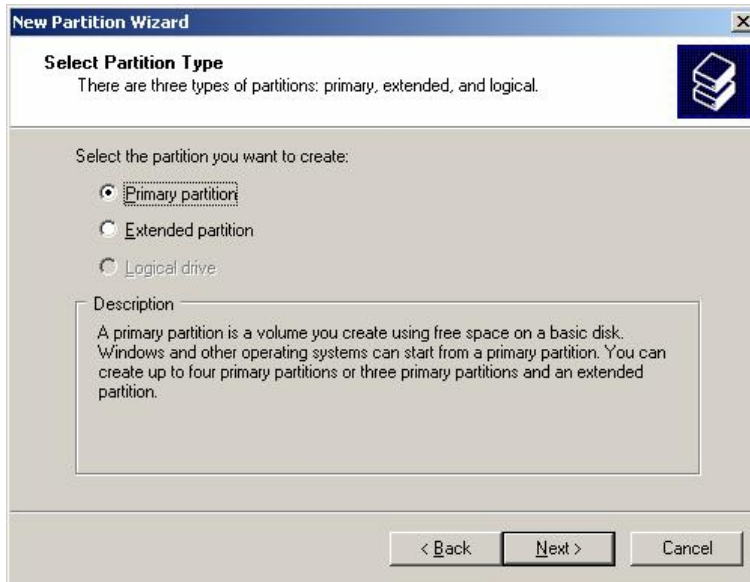 New Partition Wizard
Select Partition Type
There are three types of partitions: primary, extended, and logical.
Select the partition you want to create:
Primary partition
Extended partition
Logical drive
Description
A primary partition is a volume you create using free space on a basic disk.
Windows and other operating systems can start from a primary partition. You can
create up to four primary partitions or three primary partitions and an extended
partition.
< Back
Next >
Cancel